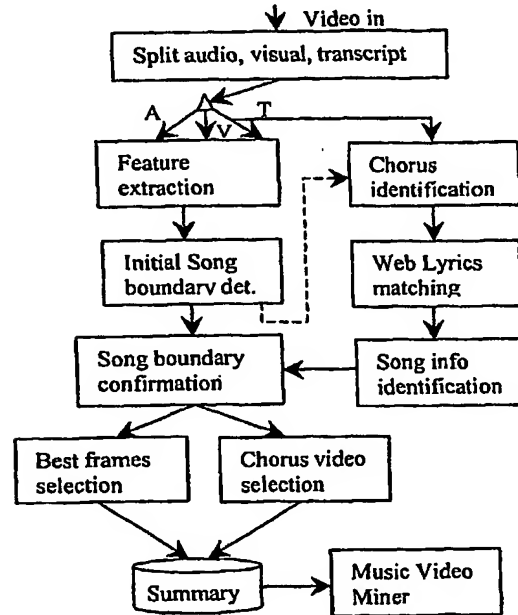 Video in
Split audio, visual, transcript
A
V
T
Feature
extraction
Chorus
identification
Initial Song
boundary det.
Web Lyrics
matching
Song boundary
confirmation
Song info
identification
Best frames
selection
Chorus video
selection
Summary
Music Video
Miner